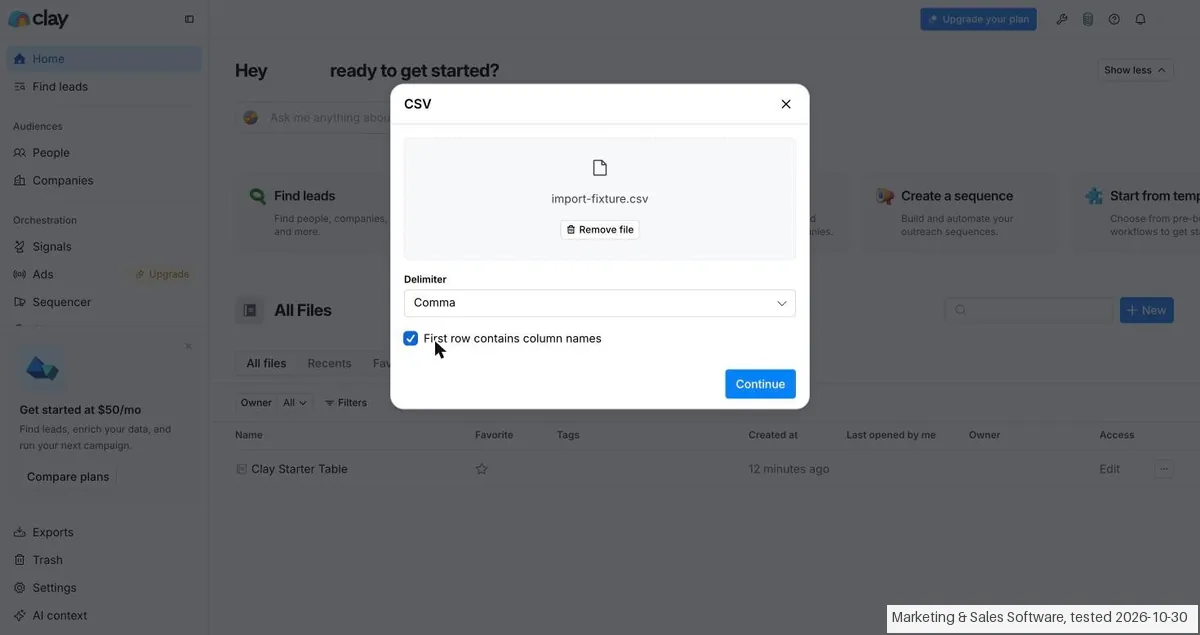 clay
Upgrade your plan
Home
Find leads
Audiences
People
Companies
Orchestration
Signals
Ads
Upgrade
Sequencer
Get started at $50/mo
Find leads, enrich your data, and
run your next campaign.
Compare plans
Exports
Trash
Settings
AI context
Hey ready to get started?
Show less
Ask me anything abou
Find leads
Find people, companies,
and more.
Create a sequence
Build and automate your
outreach sequences.
Start from temp
Choose from pre-b
workflows to get st
All Files
New
All files
Recents
Fav
Owner All
Filters
Name Favorite Tags Created at Last opened by me Owner Access
Clay Starter Table 12 minutes ago Edit
CSV
import-fixture.csv
Remove file
Delimiter
Comma
First row contains column names
Continue
Marketing & Sales Software, tested 2026-10-30